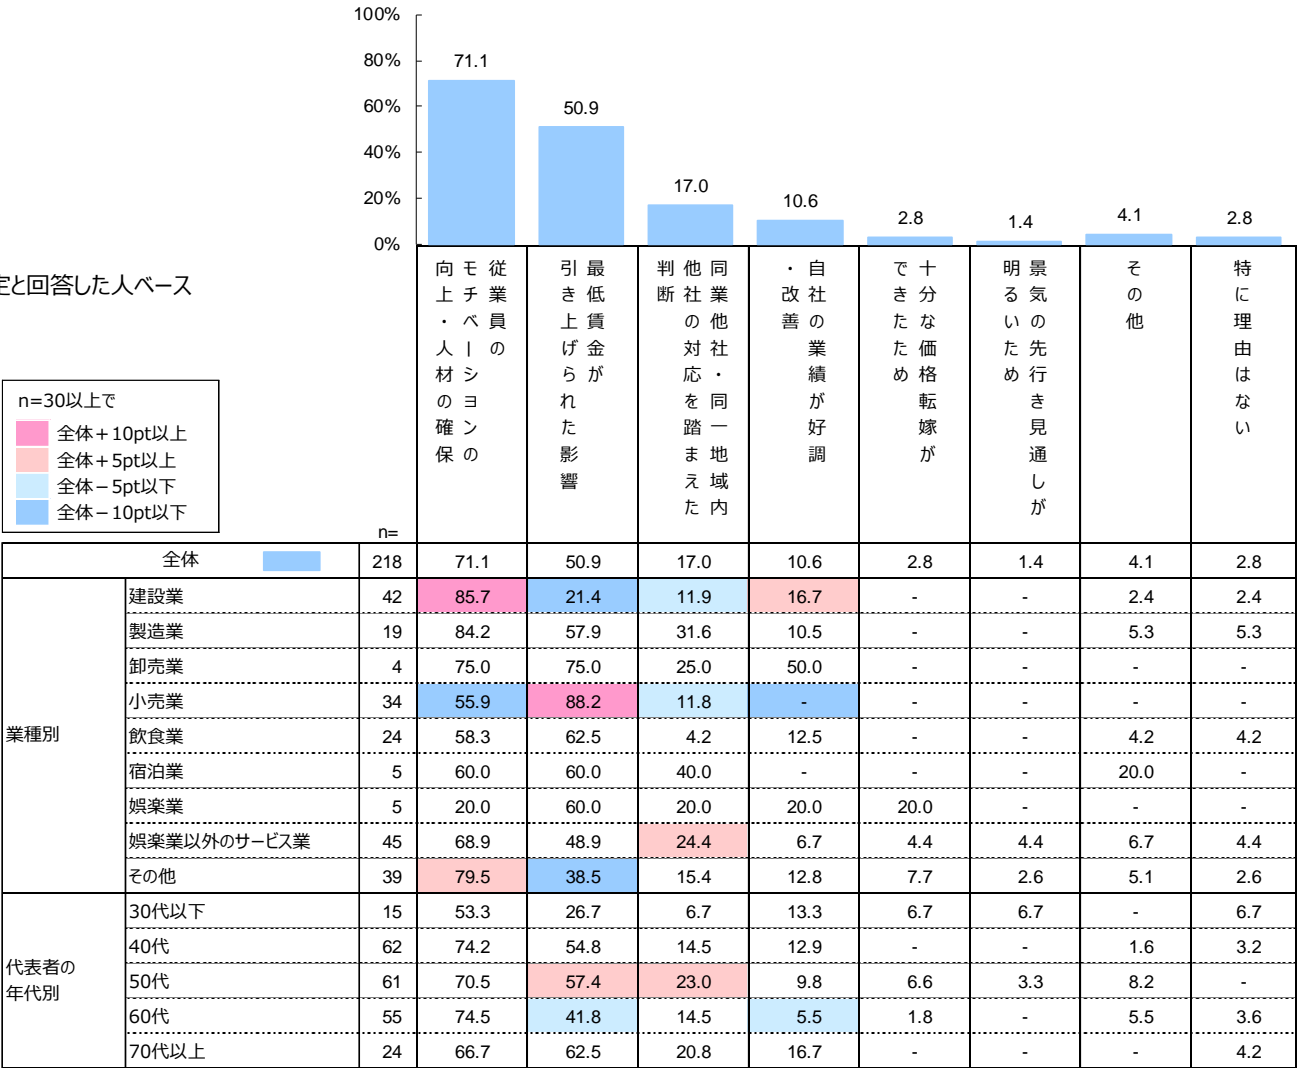 100%
80%
60%
40%
20%
0%
71.1
50.9
17.0
10.6
2.8
1.4
4.1
2.8
定と回答した人ベース
従業員の
モチベーションの
向上・人材の確保
最低賃金が
引き上げられた影響
同業他社・同一地域内
他社の対応を踏まえた
判断
自社の業績が好調
・改善
十分な価格転嫁が
できたため
景気の先行き見通しが
明るいため
その他
特に理由はない
n=30以上で
全体+10pt以上
全体+5pt以上
全体-5pt以下
全体-10pt以下
n=
全体 218 71.1 50.9 17.0 10.6 2.8 1.4 4.1 2.8
業種別
建設業 42 85.7 21.4 11.9 16.7 - - 2.4 2.4
製造業 19 84.2 57.9 31.6 10.5 - - 5.3 5.3
卸売業 4 75.0 75.0 25.0 50.0 - - - -
小売業 34 55.9 88.2 11.8 - - - - -
飲食業 24 58.3 62.5 4.2 12.5 - - 4.2 4.2
宿泊業 5 60.0 60.0 40.0 - - - 20.0 -
娯楽業 5 20.0 60.0 20.0 20.0 20.0 - - -
娯楽業以外のサービス業 45 68.9 48.9 24.4 6.7 4.4 4.4 6.7 4.4
その他 39 79.5 38.5 15.4 12.8 7.7 2.6 5.1 2.6
代表者の
年代別
30代以下 15 53.3 26.7 6.7 13.3 6.7 6.7 - 6.7
40代 62 74.2 54.8 14.5 12.9 - - 1.6 3.2
50代 61 70.5 57.4 23.0 9.8 6.6 3.3 8.2 -
60代 55 74.5 41.8 14.5 5.5 1.8 - 5.5 3.6
70代以上 24 66.7 62.5 20.8 16.7 - - - 4.2